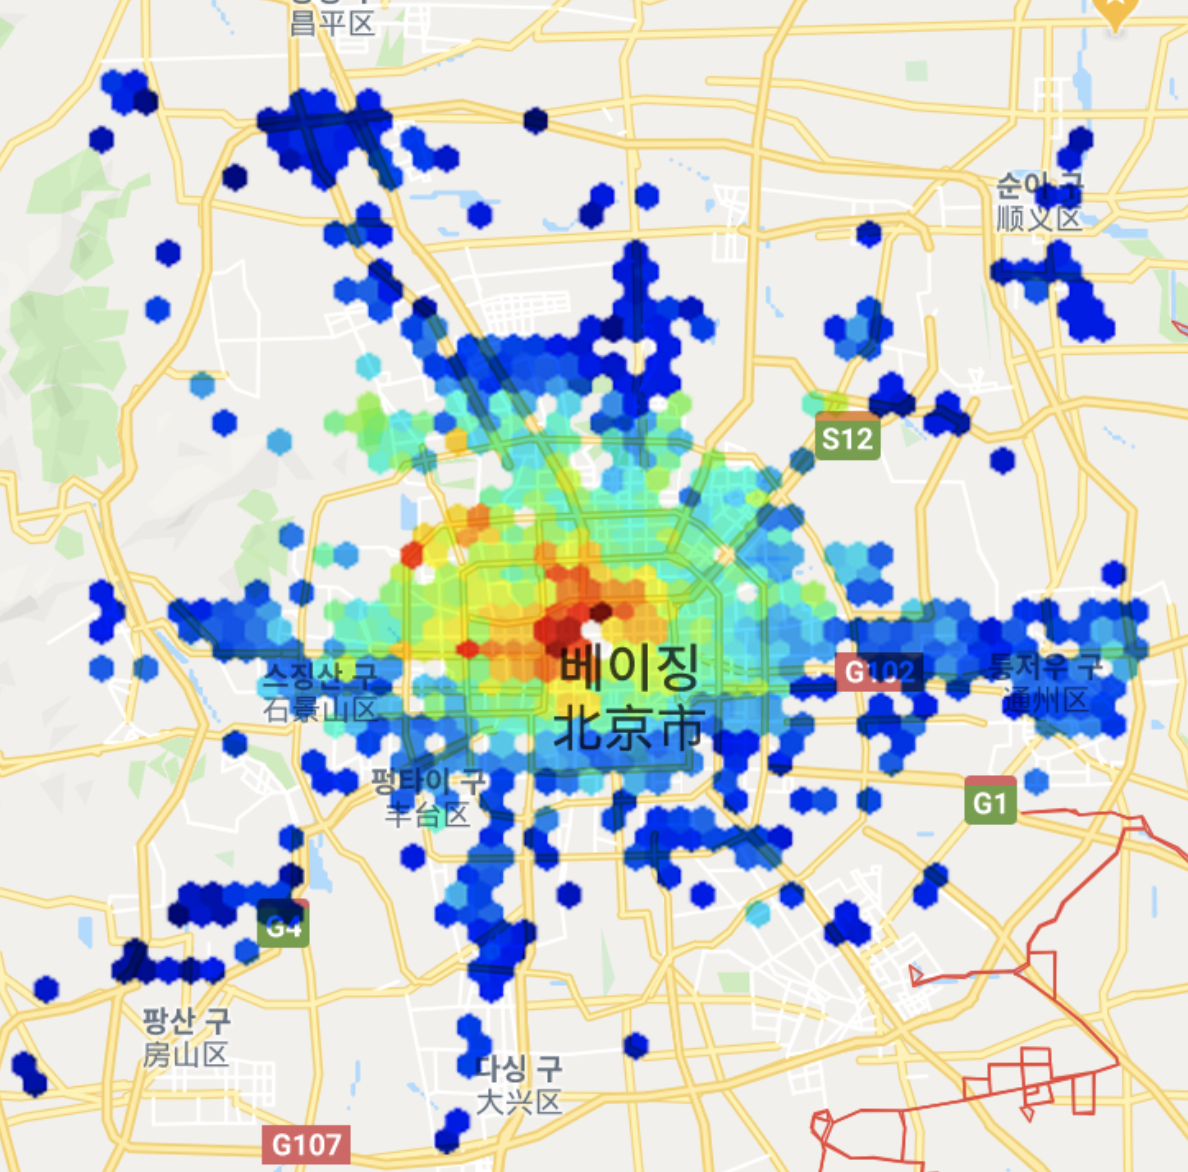 昌平区
순이 구
顺义区
S12
베이징
北京市
G102
스징산 구
石景山区
퉁저우 구
通州区
펑타이 구
丰台区
G1
G4
팡산 구
房山区
다싱 구
大兴区
G107